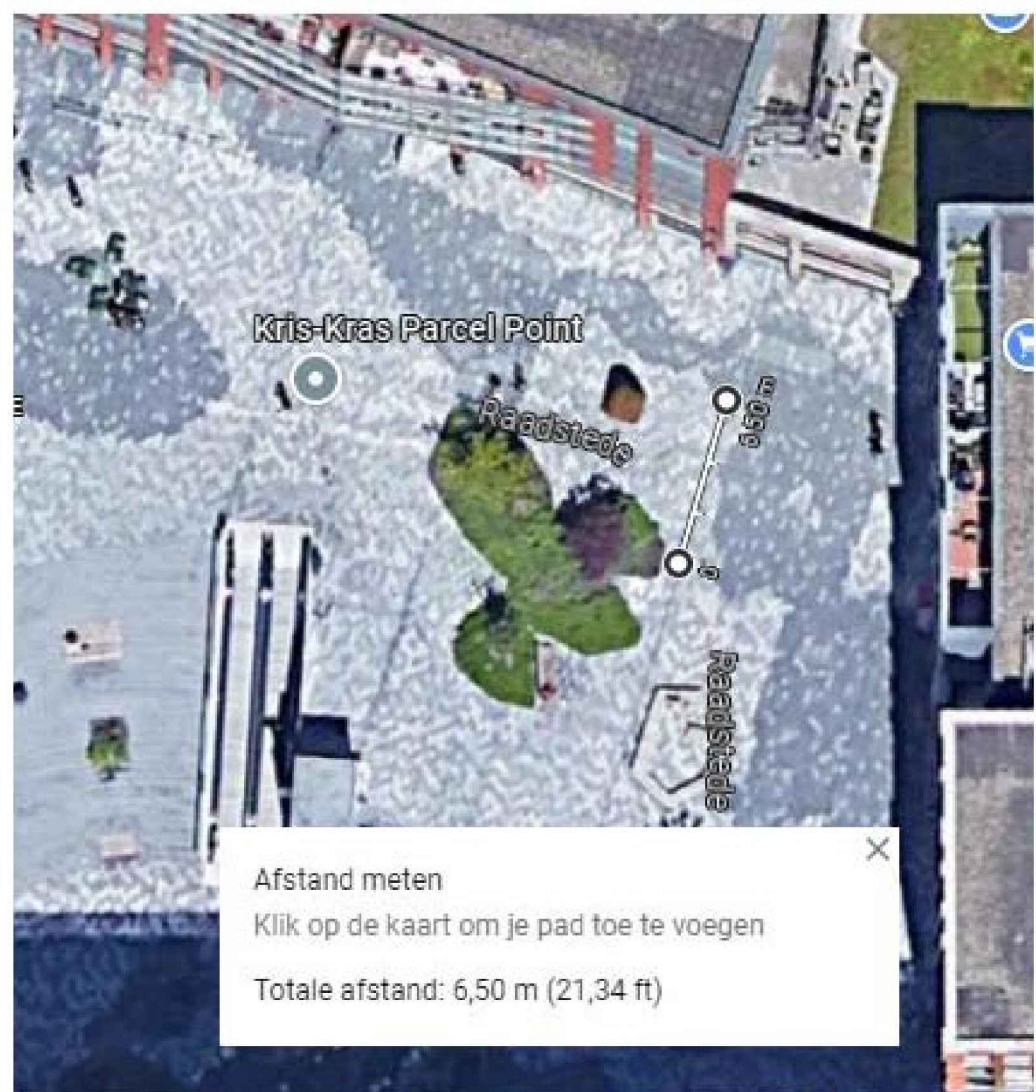 Kris-Kras Parcel Point
Raadstede
6,50 m
0
Raadstede
Afstand meten
Klik op de kaart om je pad toe te voegen
Totale afstand: 6,50 m (21,34 ft)